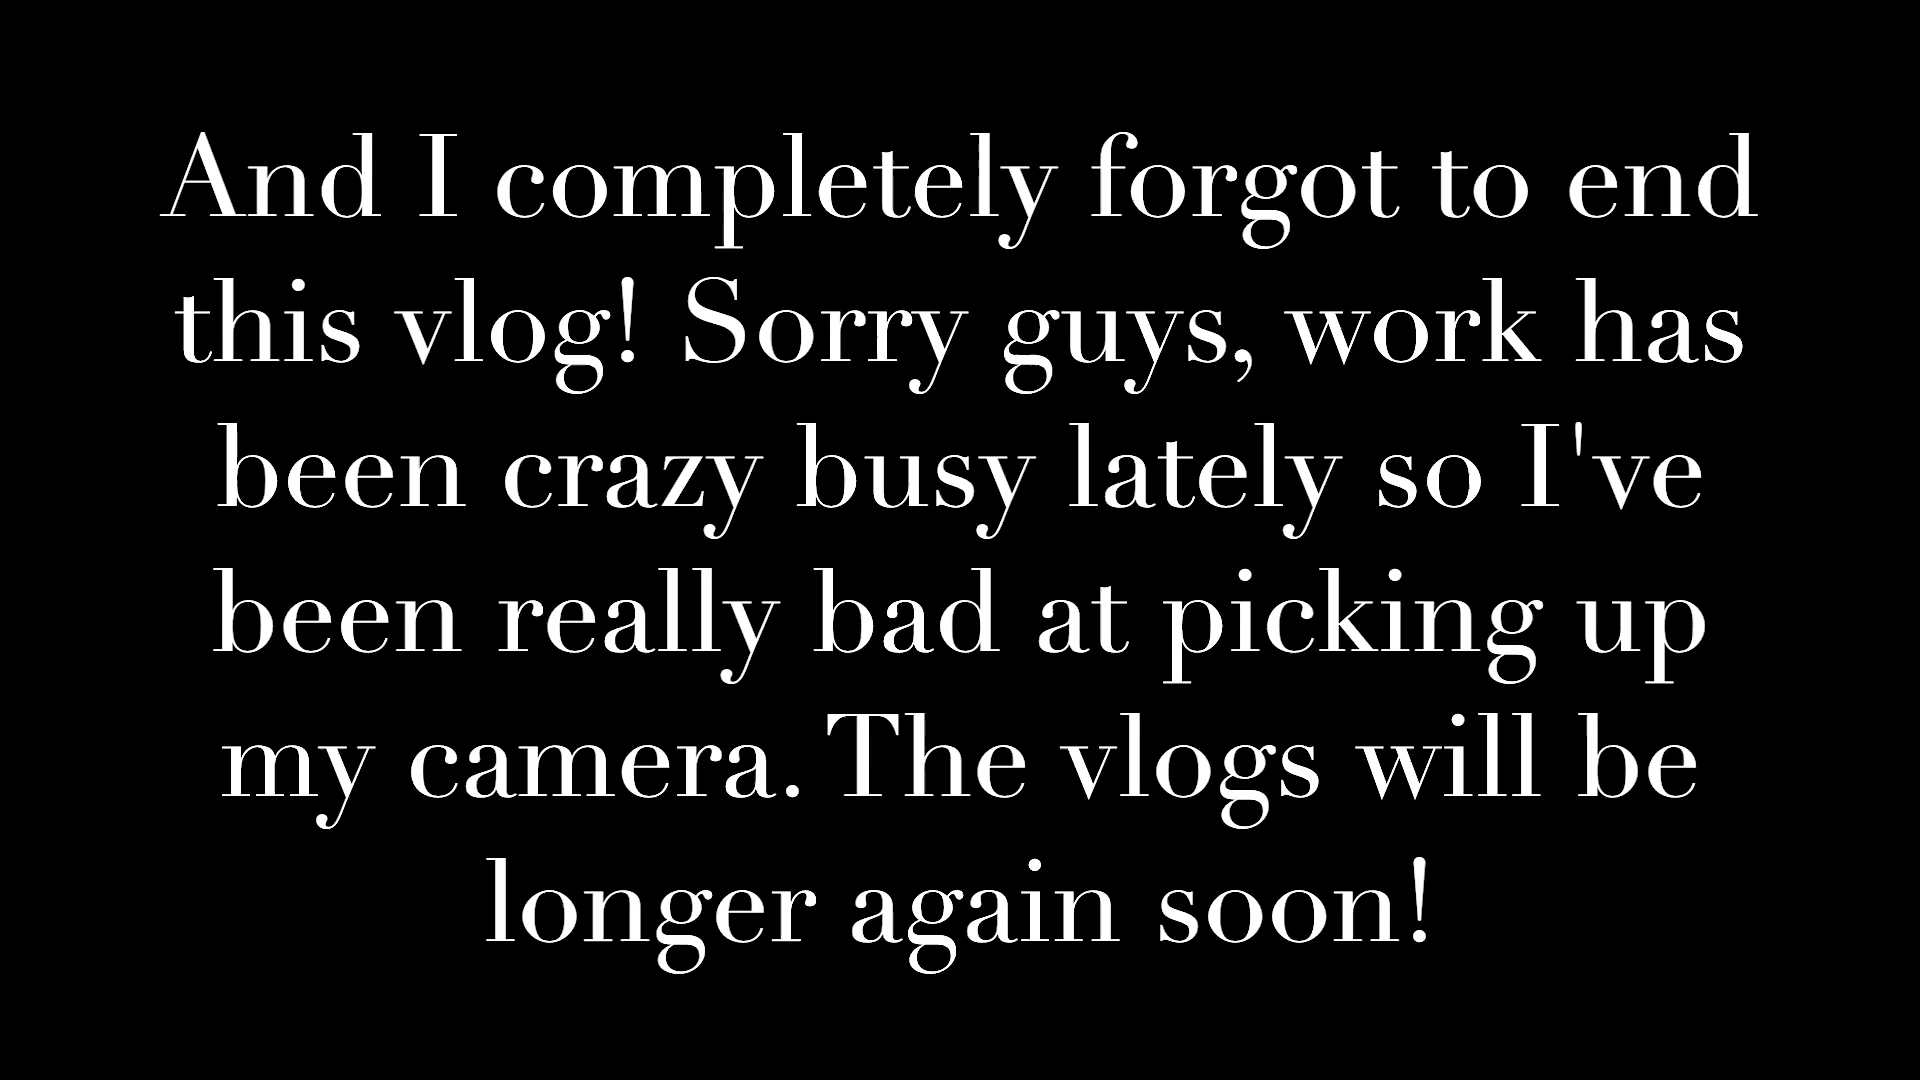 And I completely forgot to end
this vlog! Sorry guys, work has
been crazy busy lately so I've
been really bad at picking up
my camera. The vlogs will be
longer again soon!